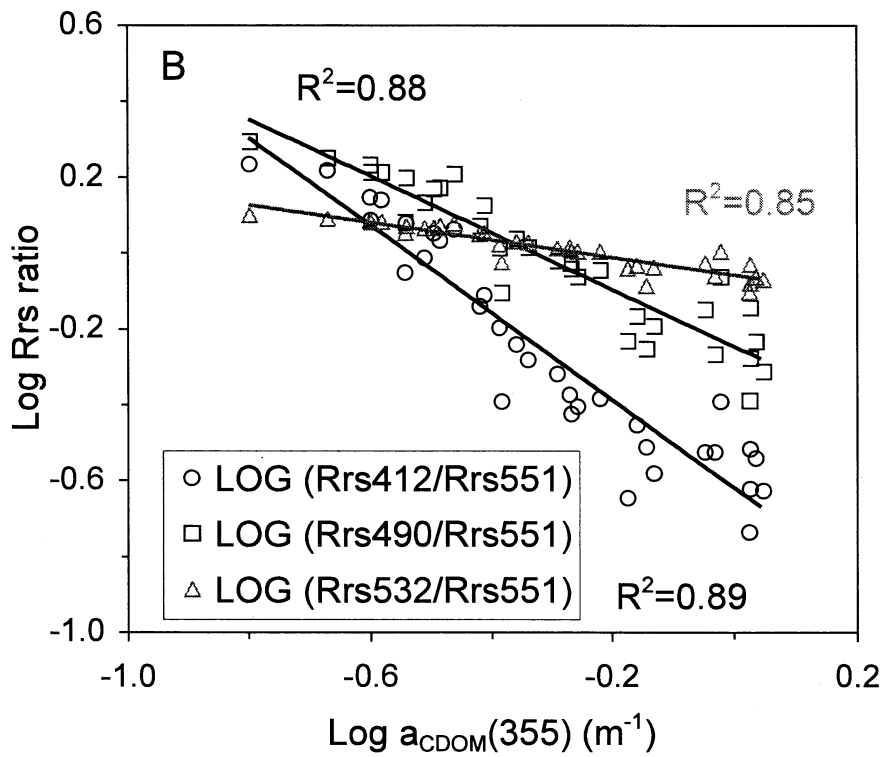 0.6
B
R²=0.88
0.2
R²=0.85
-0.2
Log Rrs ratio
LOG (Rrs412/Rrs551)
-0.6
LOG (Rrs490/Rrs551)
LOG (Rrs532/Rrs551)
R²=0.89
-1.0
-1.0 -0.6 -0.2 0.2
Log aCDOM(355) (m⁻¹)